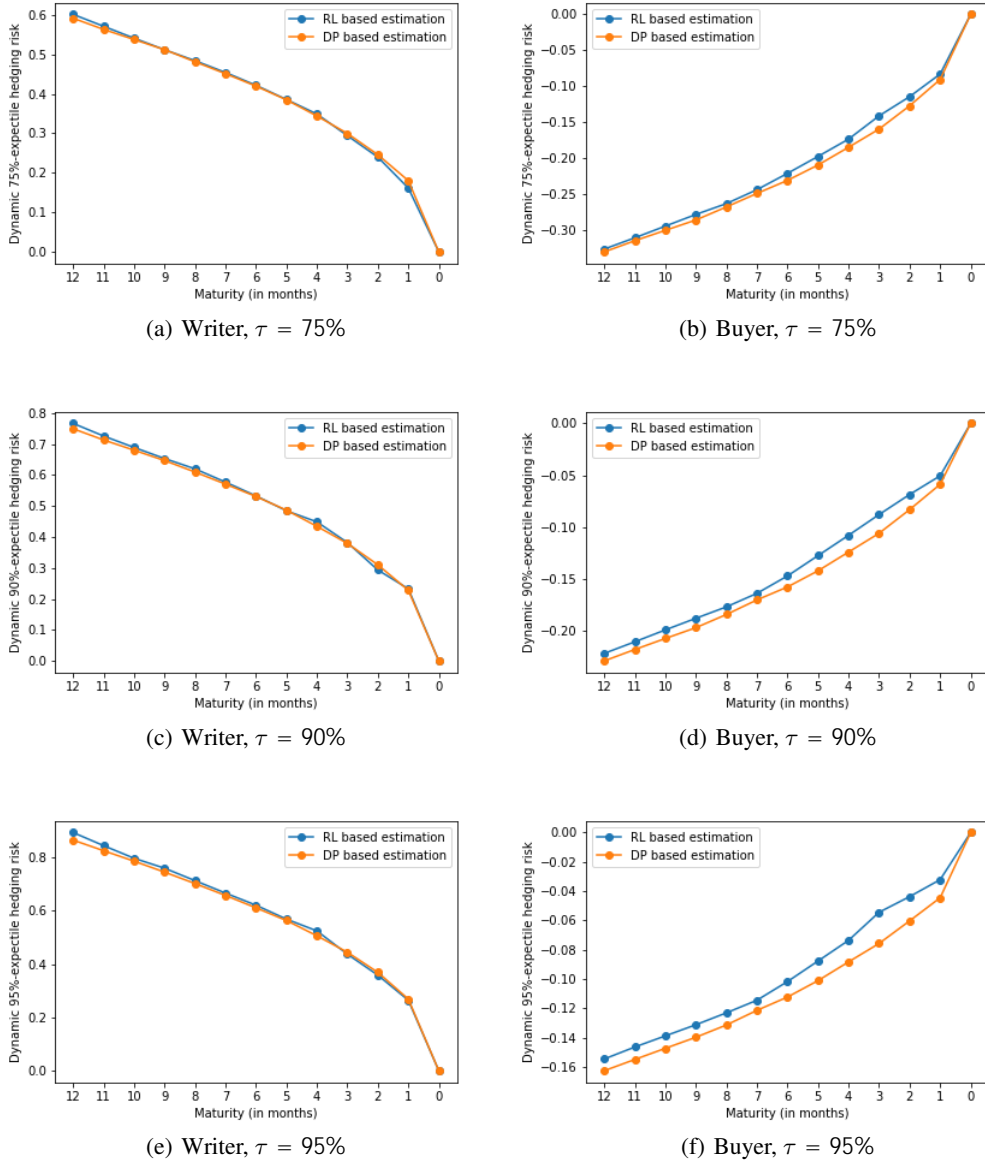 RL based estimation
DP based estimation
Dynamic 75%-expectile hedging risk
0.6
0.5
0.4
0.3
0.2
0.1
0.0
12 11 10 9 8 7 6 5 4 3 2 1 0
Maturity (in months)
(a) Writer, τ = 75%
RL based estimation
DP based estimation
Dynamic 75%-expectile hedging risk
0.00
−0.05
−0.10
−0.15
−0.20
−0.25
−0.30
12 11 10 9 8 7 6 5 4 3 2 1 0
Maturity (in months)
(b) Buyer, τ = 75%
RL based estimation
DP based estimation
Dynamic 90%-expectile hedging risk
0.8
0.7
0.6
0.5
0.4
0.3
0.2
0.1
0.0
12 11 10 9 8 7 6 5 4 3 2 1 0
Maturity (in months)
(c) Writer, τ = 90%
RL based estimation
DP based estimation
Dynamic 90%-expectile hedging risk
0.00
−0.05
−0.10
−0.15
−0.20
12 11 10 9 8 7 6 5 4 3 2 1 0
Maturity (in months)
(d) Buyer, τ = 90%
RL based estimation
DP based estimation
Dynamic 95%-expectile hedging risk
0.8
0.6
0.4
0.2
0.0
12 11 10 9 8 7 6 5 4 3 2 1 0
Maturity (in months)
(e) Writer, τ = 95%
RL based estimation
DP based estimation
Dynamic 95%-expectile hedging risk
0.00
−0.02
−0.04
−0.06
−0.08
−0.10
−0.12
−0.14
−0.16
12 11 10 9 8 7 6 5 4 3 2 1 0
Maturity (in months)
(f) Buyer, τ = 95%